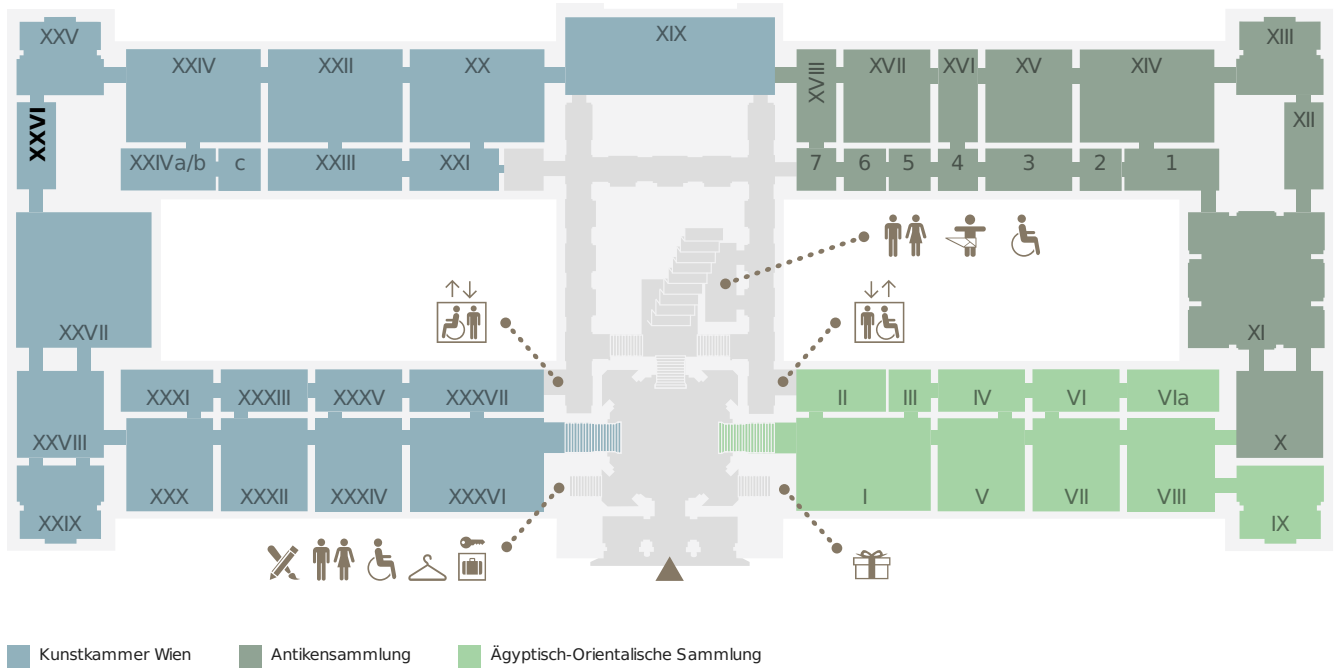 XXV
XXIV
XXII
XX
XIX
XVIII
XVII
XVI
XV
XIV
XIII
XXVI
XII
XXIVa/b
c
XXIII
XXI
7
6
5
4
3
2
1
XXVII
XI
XXXI
XXXIII
XXXV
XXXVII
II
III
IV
VI
VIa
XXVIII
X
XXX
XXXII
XXXIV
XXXVI
I
V
VII
VIII
XXIX
IX
Kunstkammer Wien
Antikensammlung
Ägyptisch-Orientalische Sammlung